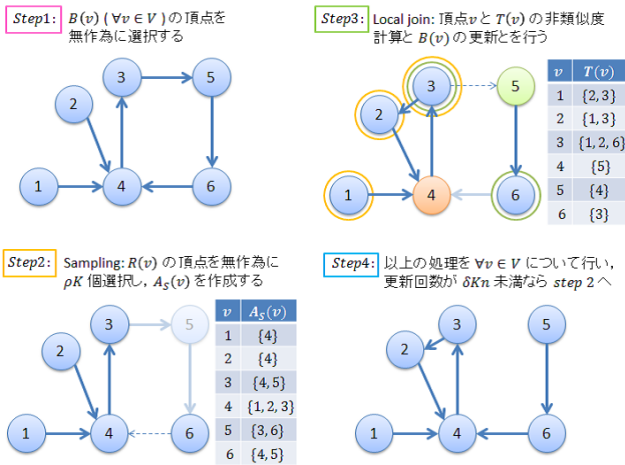 Step1: B(v) (∀v ∈ V ) の頂点を
無作為に選択する
3
5
2
1
4
6
Step3: Local join: 頂点vと T(v) の非類似度
計算と B(v) の更新とを行う
3
5
2
1
4
6
v T(v)
1 {2, 3}
2 {1, 3}
3 {1, 2, 6}
4 {5}
5 {4}
6 {3}
Step2: Sampling: R(v) の頂点を無作為に
ρK 個選択し, A_S(v) を作成する
3
5
2
1
4
6
v A_S(v)
1 {4}
2 {4}
3 {4, 5}
4 {1, 2, 3}
5 {3, 6}
6 {4, 5}
Step4: 以上の処理を ∀v ∈ V について行い,
更新回数が δKn 未満なら step 2 へ
3
5
2
1
4
6